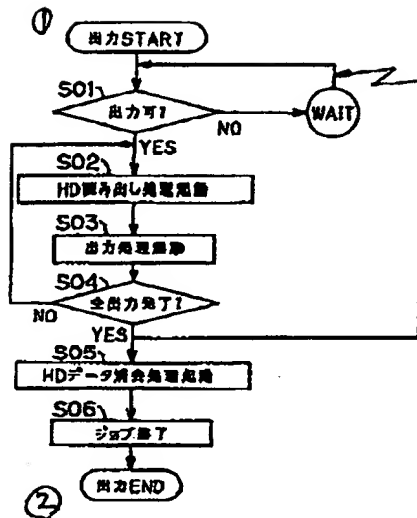 ①
出力START
S01
出力可?
NO
WAIT
YES
S02
HD読み出し処理起動
S03
出力処理起動
S04
全出力完了?
NO
YES
S05
HDデータ消去処理起動
S06
ジョブ終了
出力END
②